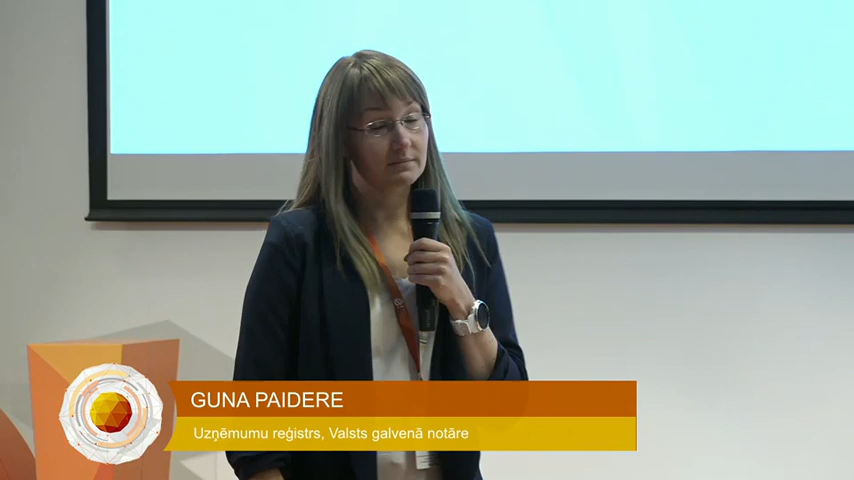 GUNA PAIDERE
Uzņēmumu reģistrs, Valsts galvenā notāre